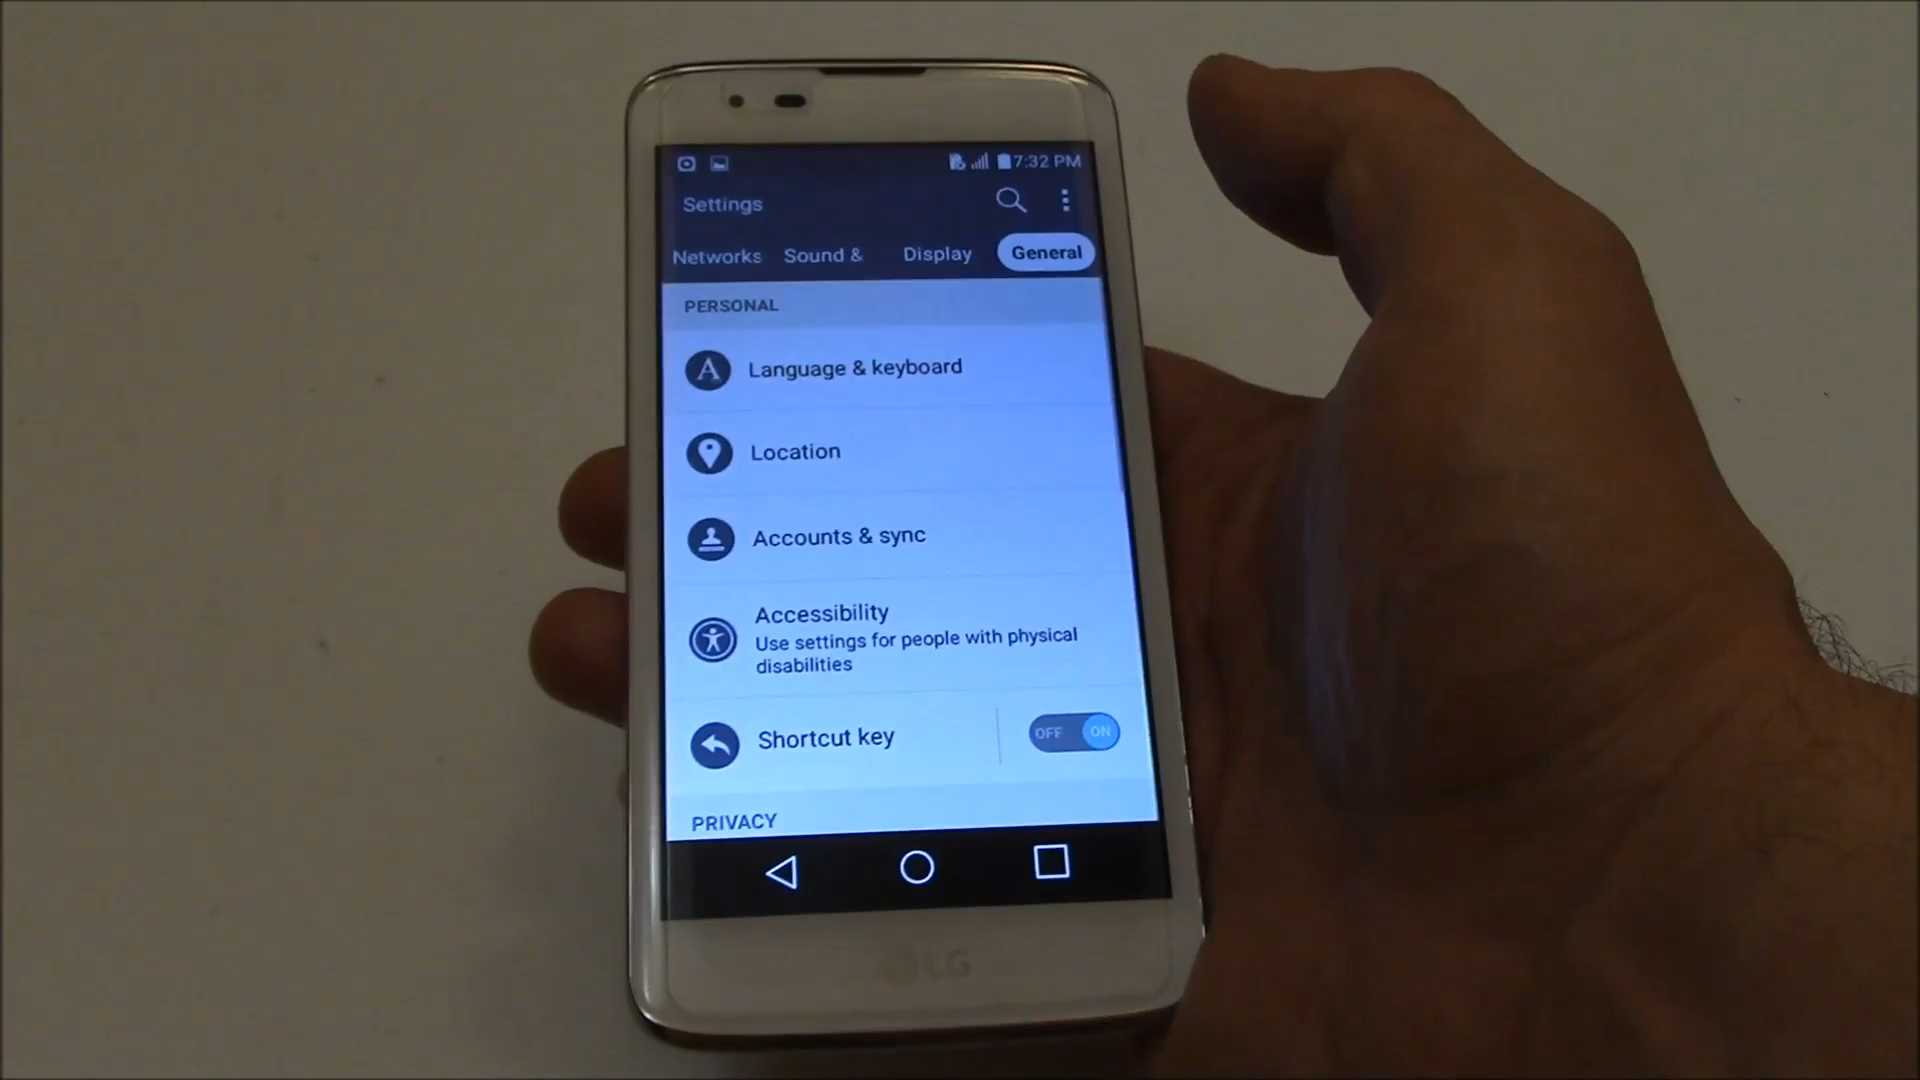 7:32 PM
Settings
Networks Sound & Display General
PERSONAL
A Language & keyboard
Location
Accounts & sync
Accessibility
Use settings for people with physical
disabilities
Shortcut key OFF ON
PRIVACY
LG